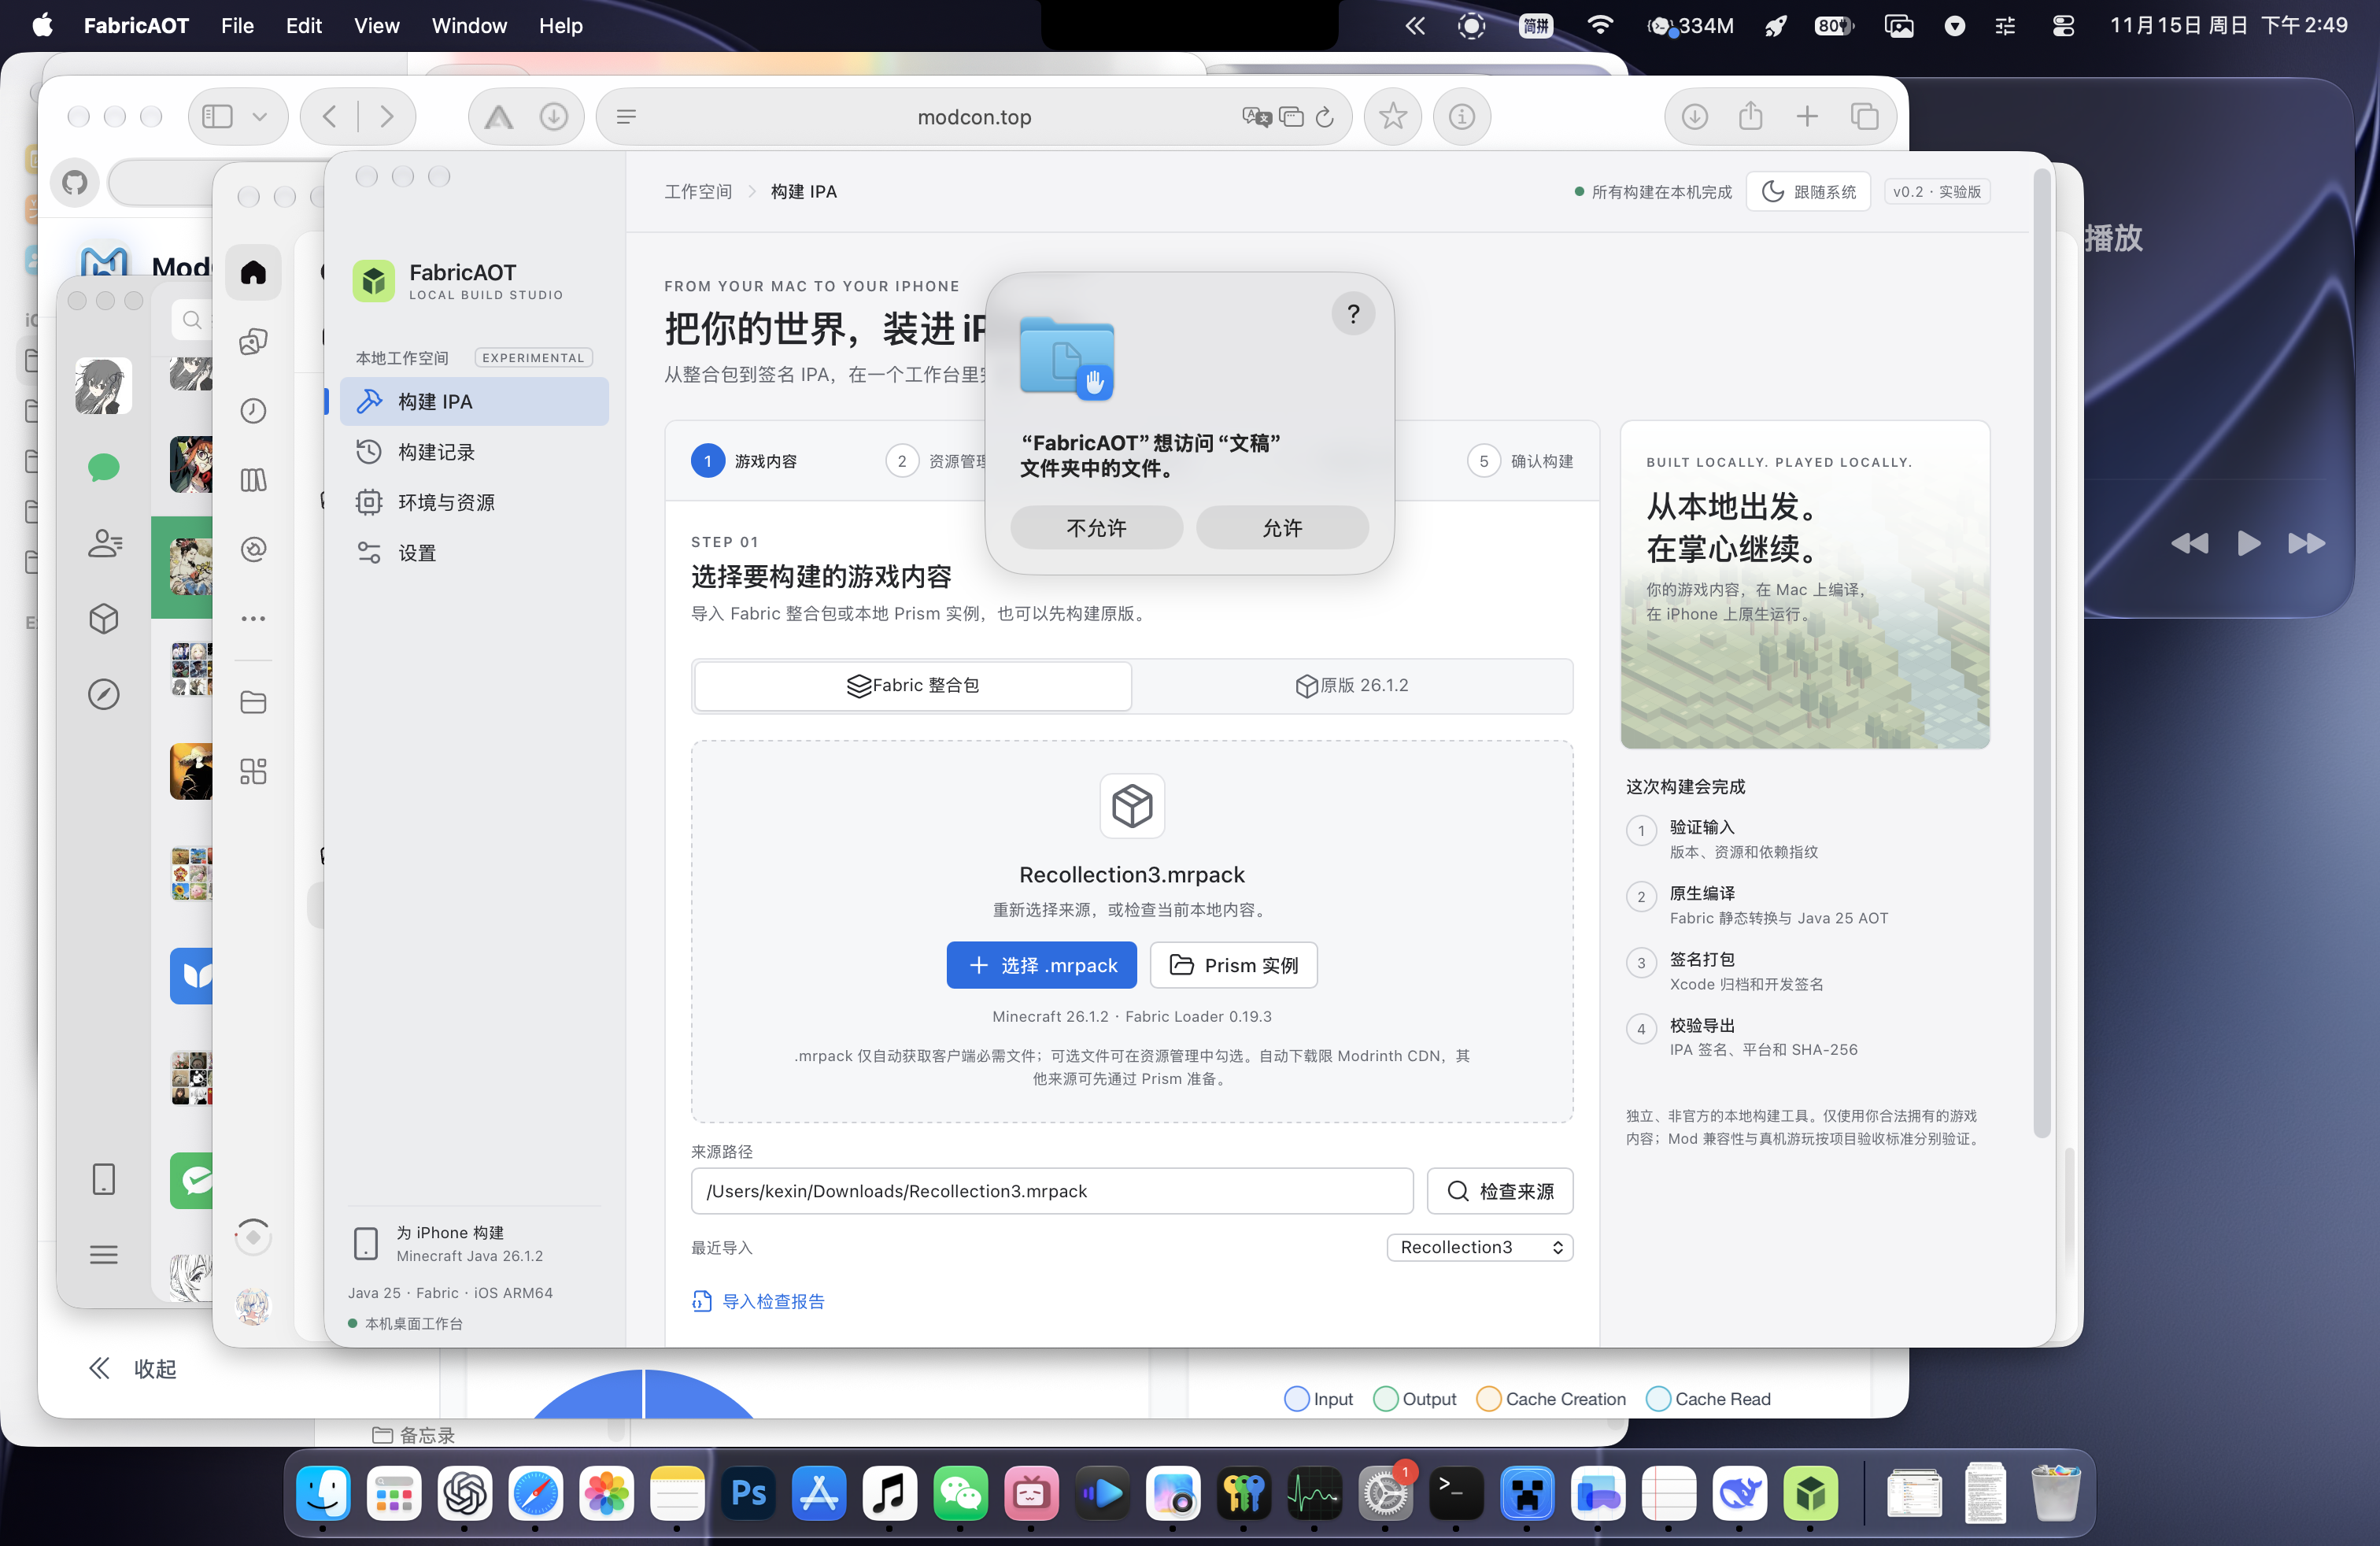 FabricAOT File Edit View Window Help
简拼 334M 80 11月15日 周日 下午 2:49
modcon.top
播放
工作空间 构建 IPA
所有构建在本机完成 跟随系统 v0.2 · 实验版
FabricAOT
LOCAL BUILD STUDIO
本地工作空间 EXPERIMENTAL
构建 IPA
构建记录
环境与资源
设置
为 iPhone 构建
Minecraft Java 26.1.2
Java 25 · Fabric · iOS ARM64
本机桌面工作台
FROM YOUR MAC TO YOUR IPHONE
把你的世界，装进 iP
从整合包到签名 IPA，在一个工作台里
?
“FabricAOT”想访问“文稿”
文件夹中的文件。
不允许 允许
1 游戏内容 2 资源管理 5 确认构建
STEP 01
选择要构建的游戏内容
导入 Fabric 整合包或本地 Prism 实例，也可以先构建原版。
Fabric 整合包 原版 26.1.2
Recollection3.mrpack
重新选择来源，或检查当前本地内容。
选择 .mrpack Prism 实例
Minecraft 26.1.2 · Fabric Loader 0.19.3
.mrpack 仅自动获取客户端必需文件；可选文件可在资源管理中勾选。自动下载限 Modrinth CDN，其
他来源可先通过 Prism 准备。
来源路径
/Users/kexin/Downloads/Recollection3.mrpack 检查来源
最近导入 Recollection3
导入检查报告
BUILT LOCALLY. PLAYED LOCALLY.
从本地出发。
在掌心继续。
你的游戏内容，在 Mac 上编译，
在 iPhone 上原生运行。
这次构建会完成
1 验证输入
版本、资源和依赖指纹
2 原生编译
Fabric 静态转换与 Java 25 AOT
3 签名打包
Xcode 归档和开发签名
4 校验导出
IPA 签名、平台和 SHA-256
独立、非官方的本地构建工具。仅使用你合法拥有的游戏
内容；Mod 兼容性与真机游玩按项目验收标准分别验证。
收起
Input Output Cache Creation Cache Read
备忘录
Ps
1